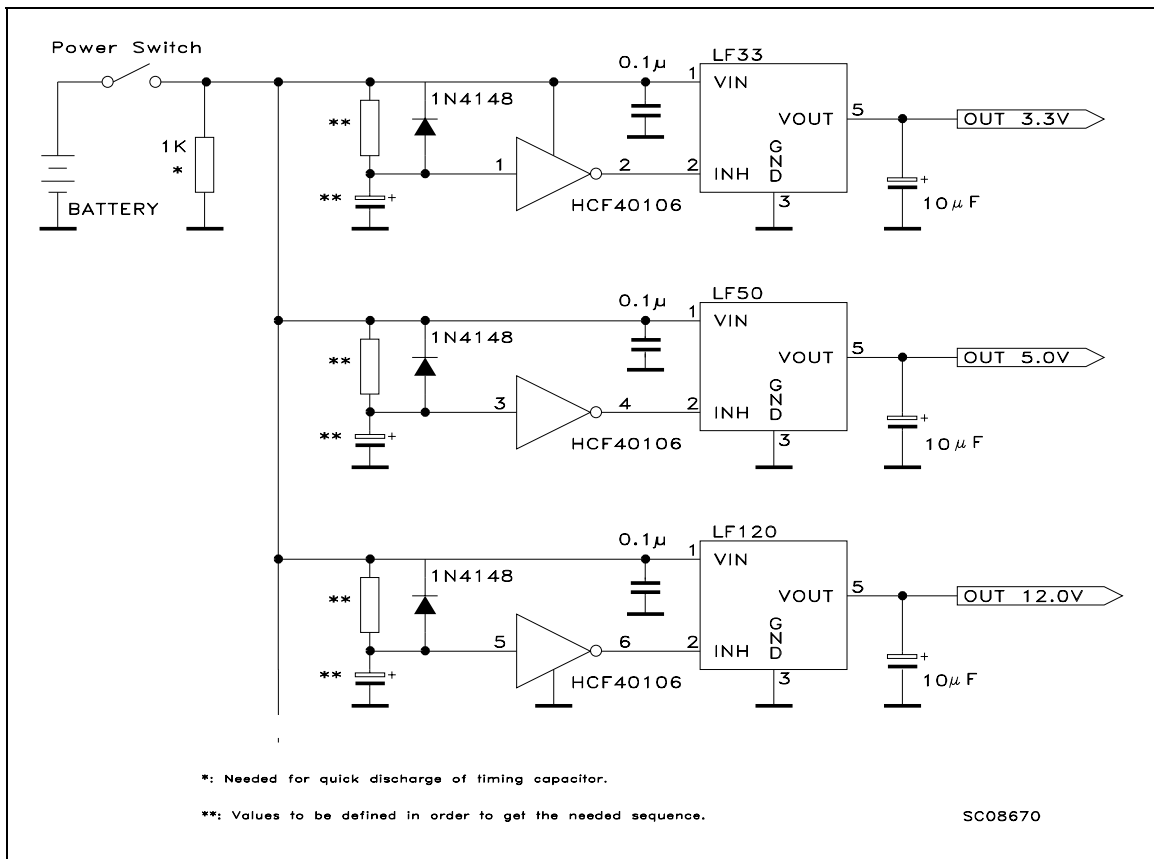 Power Switch
1K
*
BATTERY
**
**
1N4148
1
2
HCF40106
0.1µ
LF33
1
VIN
2
INH
GND
3
VOUT
5
OUT 3.3V
+
+
10µF
**
**
1N4148
3
4
HCF40106
0.1µ
LF50
1
VIN
2
INH
GND
3
VOUT
5
OUT 5.0V
+
+
10µF
**
**
1N4148
5
6
HCF40106
0.1µ
LF120
1
VIN
2
INH
GND
3
VOUT
5
OUT 12.0V
+
+
10µF
*: Needed for quick discharge of timing capacitor.
**: Values to be defined in order to get the needed sequence.
SC08670